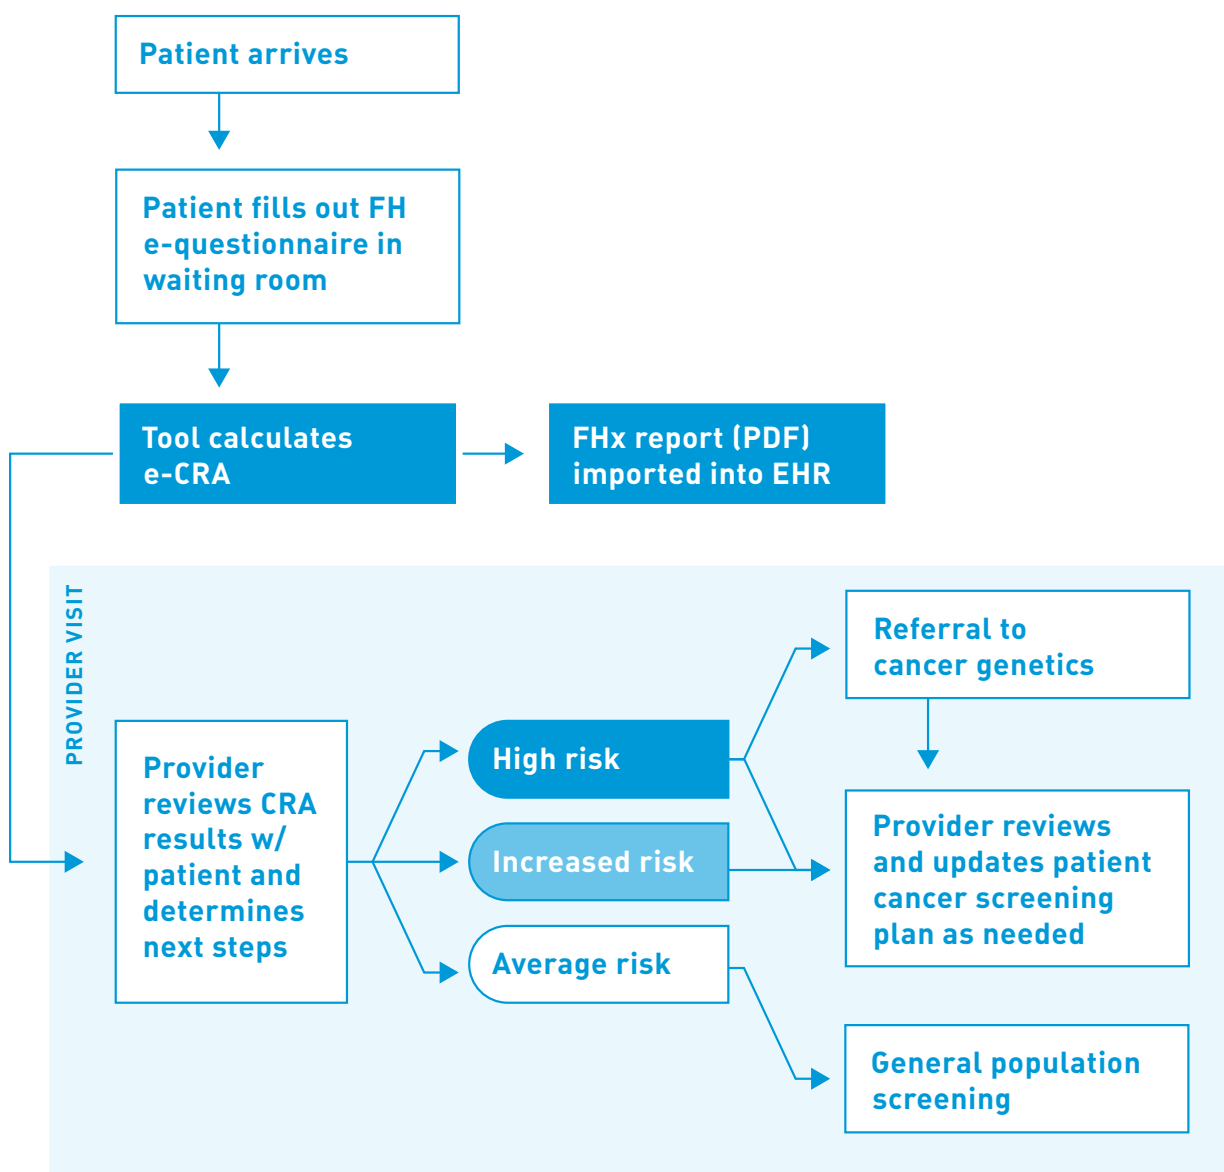 Patient arrives
Patient fills out FH
e-questionnaire in
waiting room
Tool calculates
e-CRA
FHx report (PDF)
imported into EHR
PROVIDER VISIT
Provider
reviews CRA
results w/
patient and
determines
next steps
High risk
Increased risk
Average risk
Referral to
cancer genetics
Provider reviews
and updates patient
cancer screening
plan as needed
General population
screening